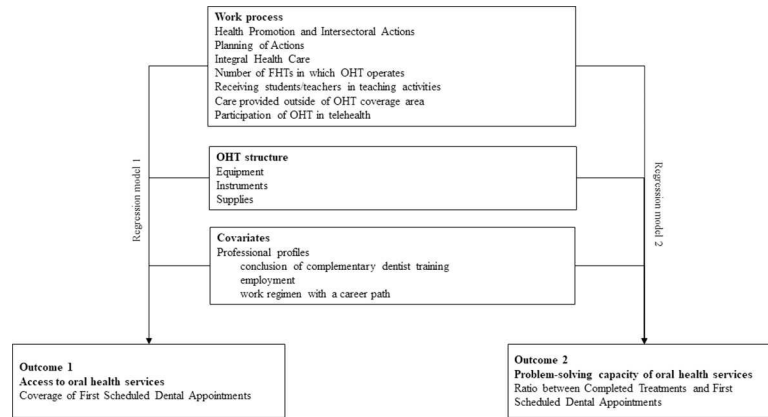 Work process
Health Promotion and Intersectoral Actions
Planning of Actions
Integral Health Care
Number of FHTs in which OHT operates
Receiving students/teachers in teaching activities
Care provided outside of OHT coverage area
Participation of OHT in telehealth
Regression model 1
Regression model 2
OHT structure
Equipment
Instruments
Supplies
Covariates
Professional profiles
conclusion of complementary dentist training
employment
work regimen with a career path
Outcome 1
Access to oral health services
Coverage of First Scheduled Dental Appointments
Outcome 2
Problem-solving capacity of oral health services
Ratio between Completed Treatments and First
Scheduled Dental Appointments